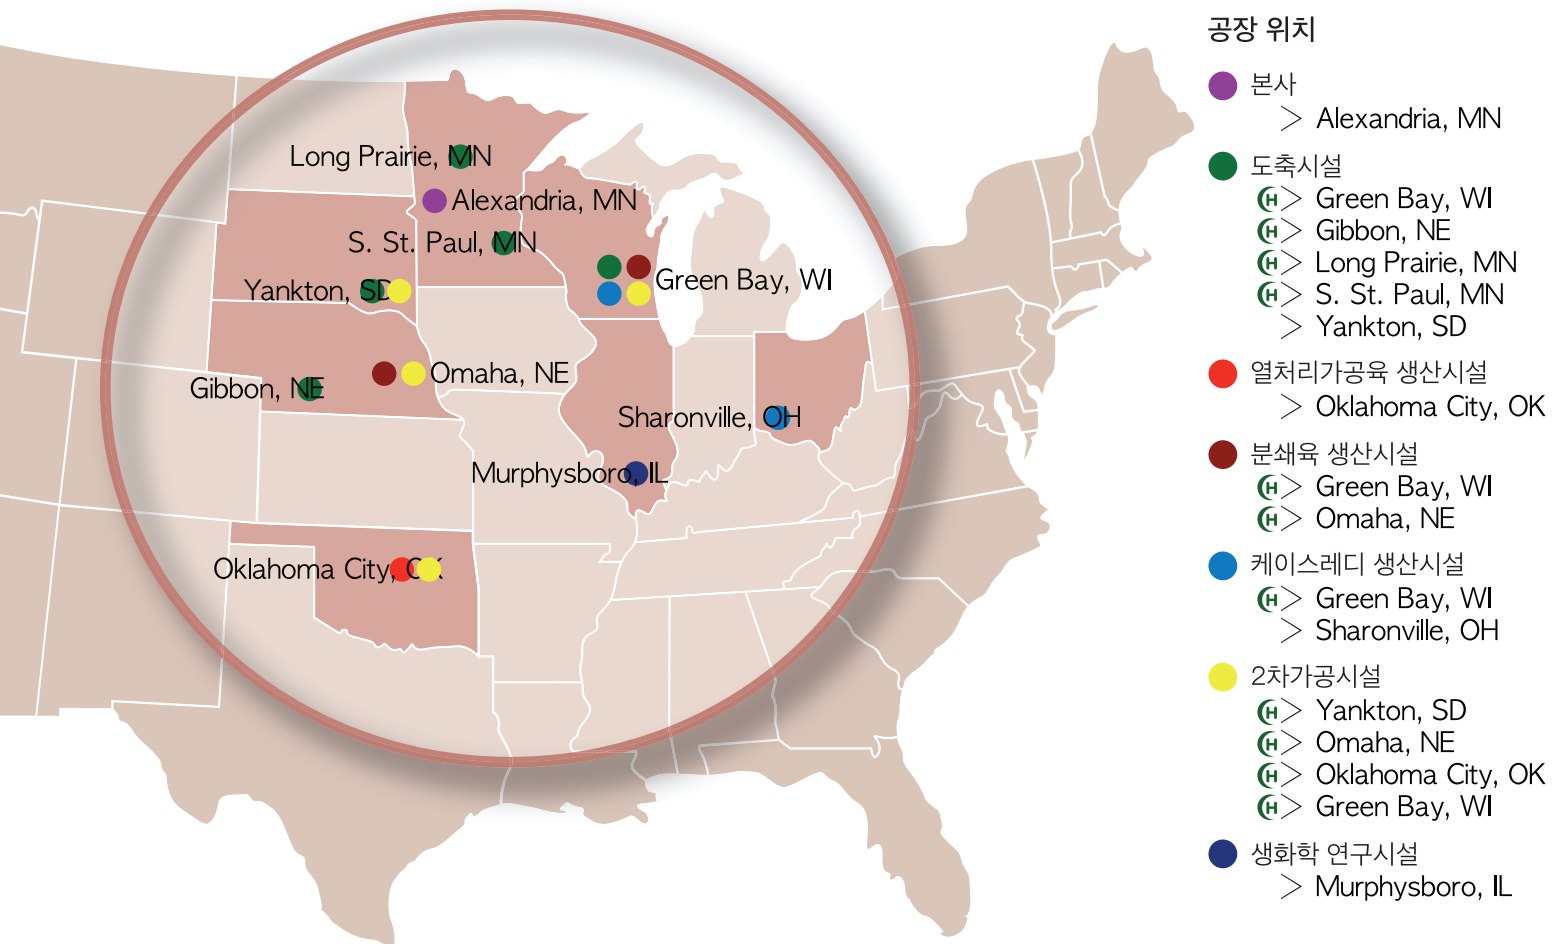 Long Prairie, MN
Alexandria, MN
S. St. Paul, MN
Yankton, SD
Green Bay, WI
Omaha, NE
Gibbon, NE
Sharonville, OH
Murphysboro, IL
Oklahoma City, OK
공장 위치
본사
> Alexandria, MN
도축시설
H > Green Bay, WI
H > Gibbon, NE
H > Long Prairie, MN
H > S. St. Paul, MN
> Yankton, SD
열처리가공육 생산시설
> Oklahoma City, OK
분쇄육 생산시설
H > Green Bay, WI
H > Omaha, NE
케이스레디 생산시설
H > Green Bay, WI
> Sharonville, OH
2차가공시설
H > Yankton, SD
H > Omaha, NE
H > Oklahoma City, OK
H > Green Bay, WI
생화학 연구시설
> Murphysboro, IL